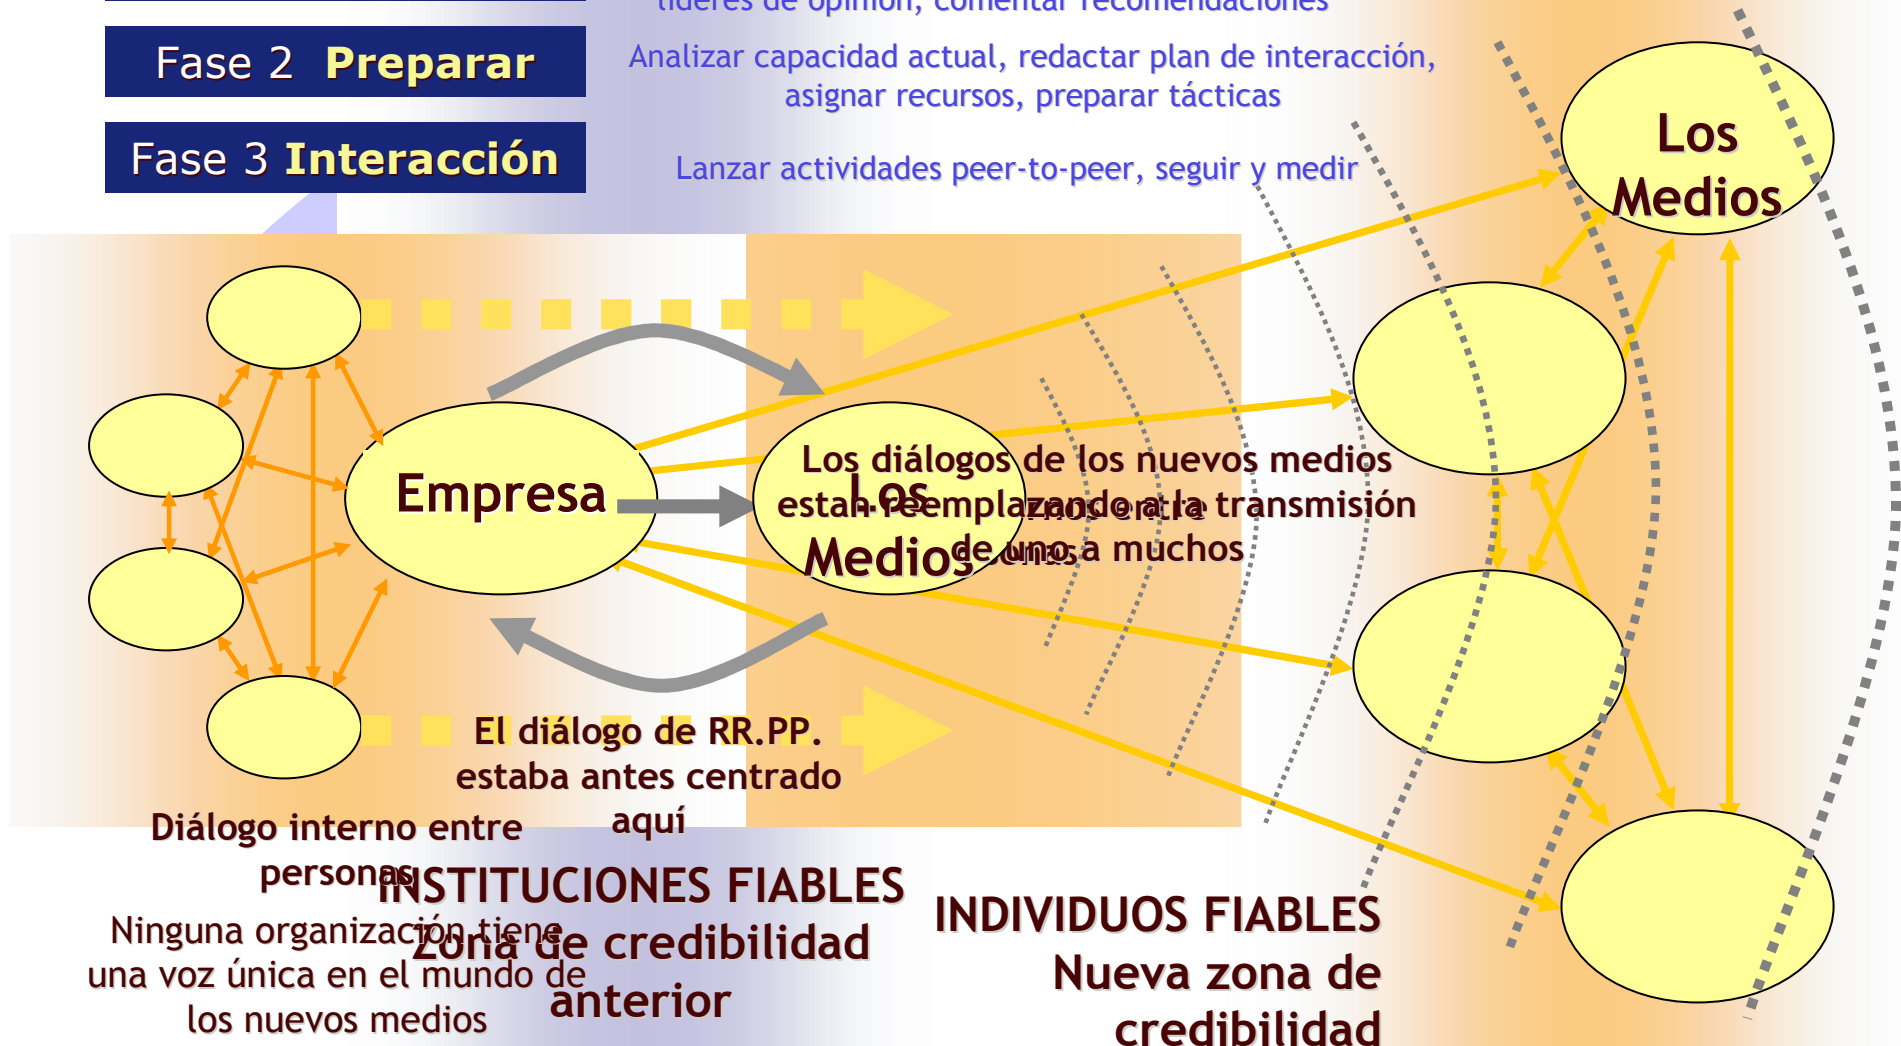 líderes de opinión, comentar recomendaciones
Fase 2 Preparar
Analizar capacidad actual, redactar plan de interacción,
asignar recursos, preparar tácticas
Fase 3 Interacción
Lanzar actividades peer-to-peer, seguir y medir
Los
Medios
Empresa
Los
Medios
Los diálogos de los nuevos medios
estan reemplazando a la transmisión
de uno a muchos
entre
El diálogo de RR.PP.
estaba antes centrado
aquí
Diálogo interno entre
personas
INSTITUCIONES FIABLES
Zona de credibilidad
anterior
Ninguna organización tiene
una voz única en el mundo de
los nuevos medios
INDIVIDUOS FIABLES
Nueva zona de
credibilidad